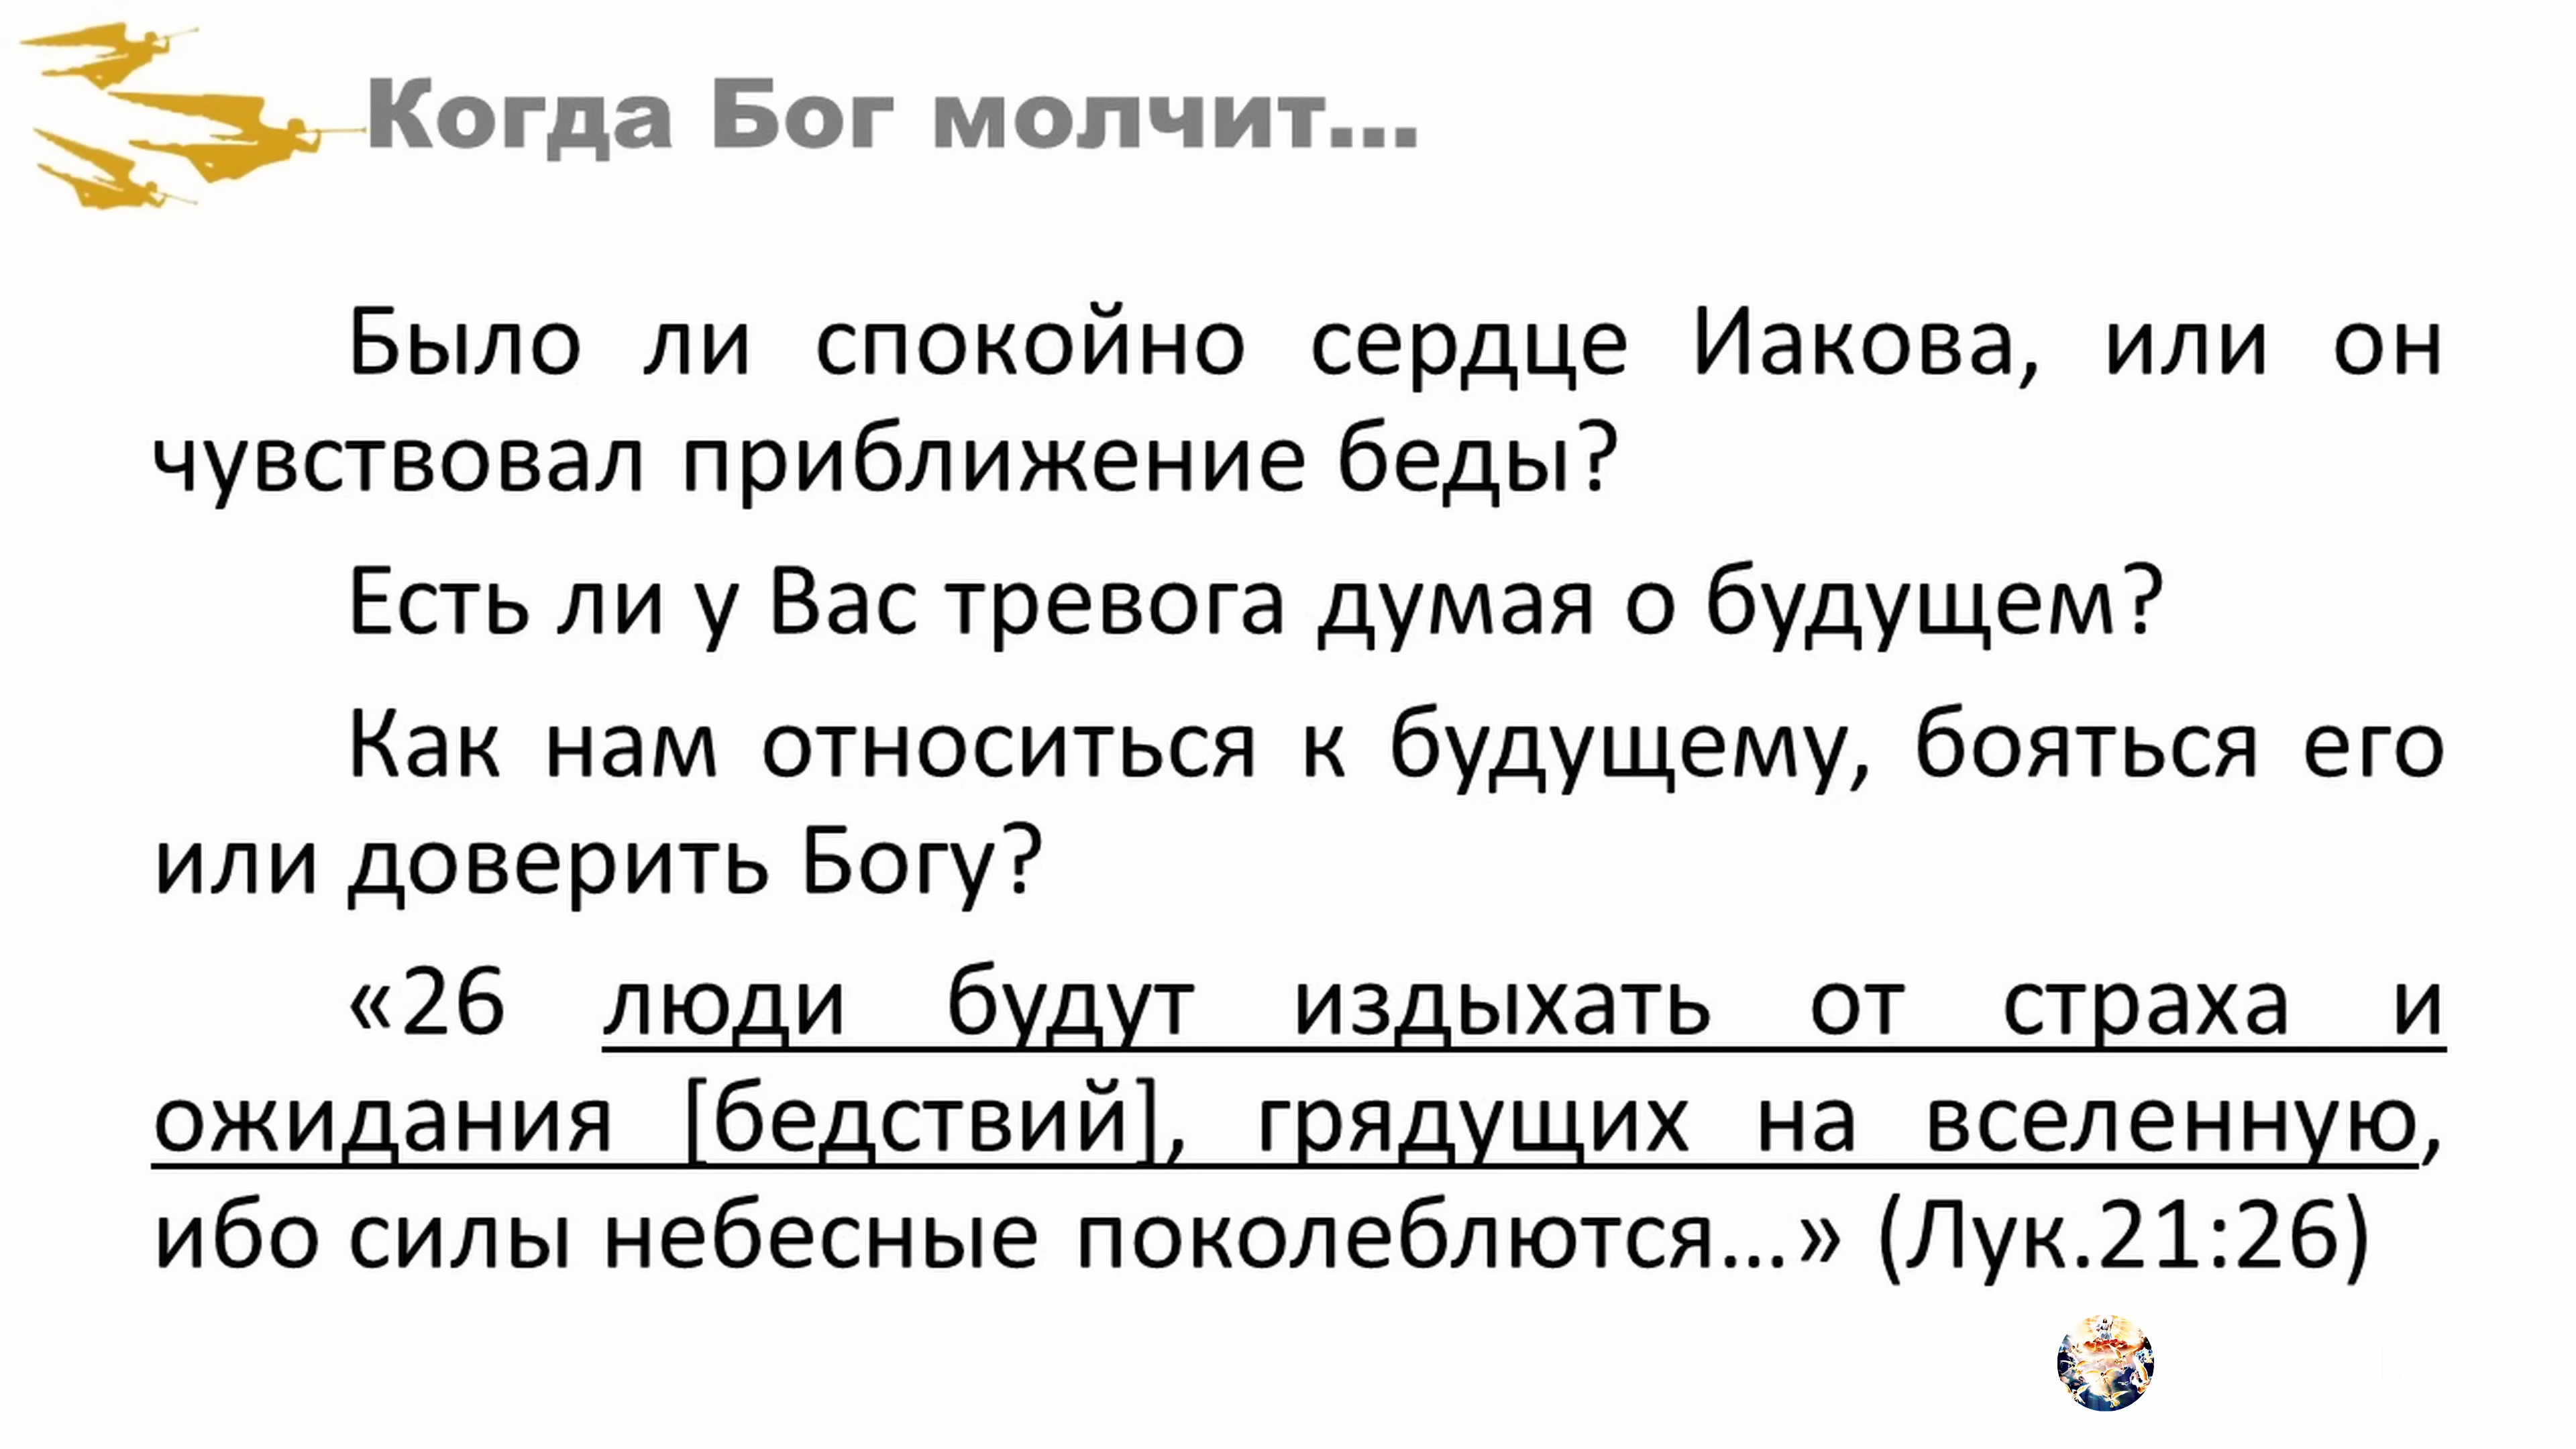 Когда Бог молчит...
Было ли спокойно сердце Иакова, или он
чувствовал приближение беды?
Есть ли у Вас тревога думая о будущем?
Как нам относиться к будущему, бояться его
или доверить Богу?
«26 люди будут издыхать от страха и
ожидания [бедствий], грядущих на вселенную,
ибо силы небесные поколеблются...» (Лук.21:26)